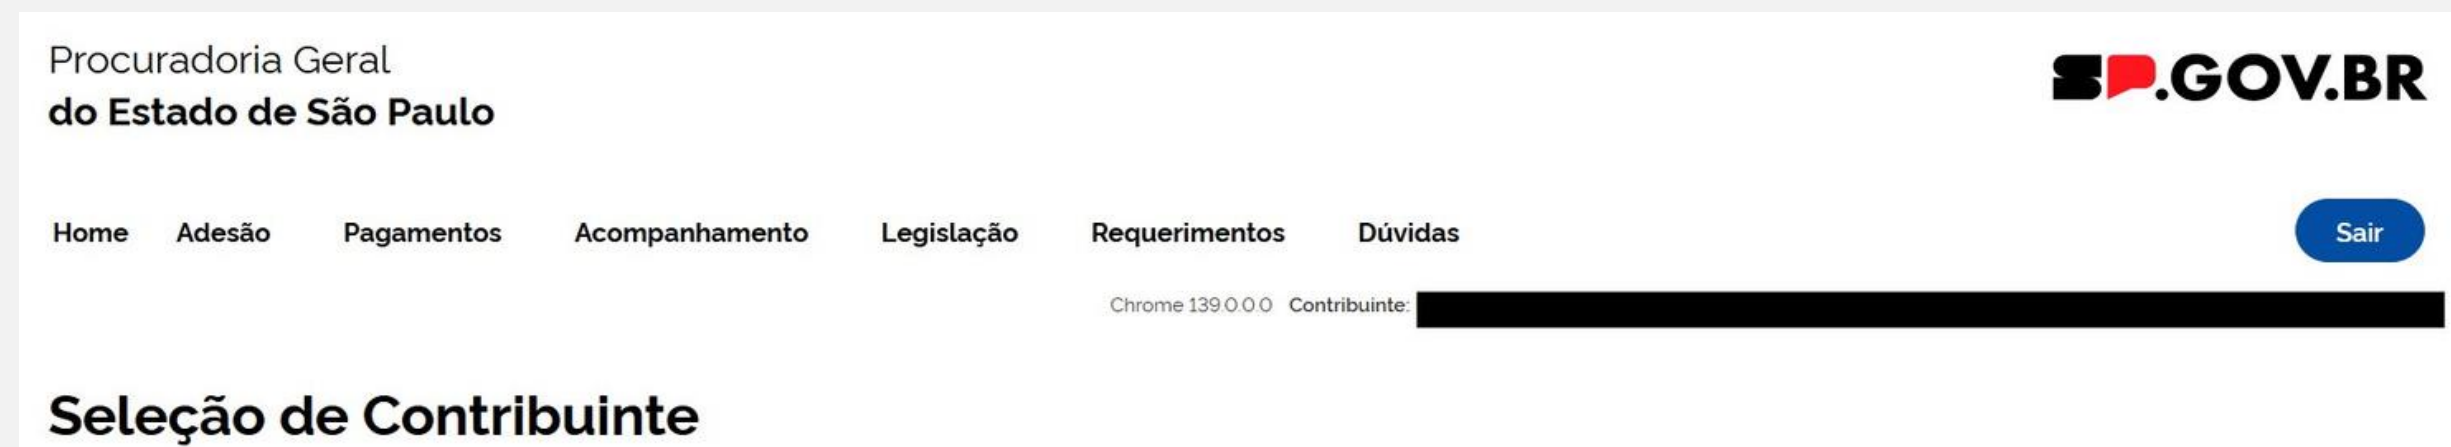 Procuradoria Geral
do Estado de São Paulo
SP.GOV.BR
Home Adesão Pagamentos Acompanhamento Legislação Requerimentos Dúvidas Sair
Chrome 139.0.0.0 Contribuinte:
Seleção de Contribuinte